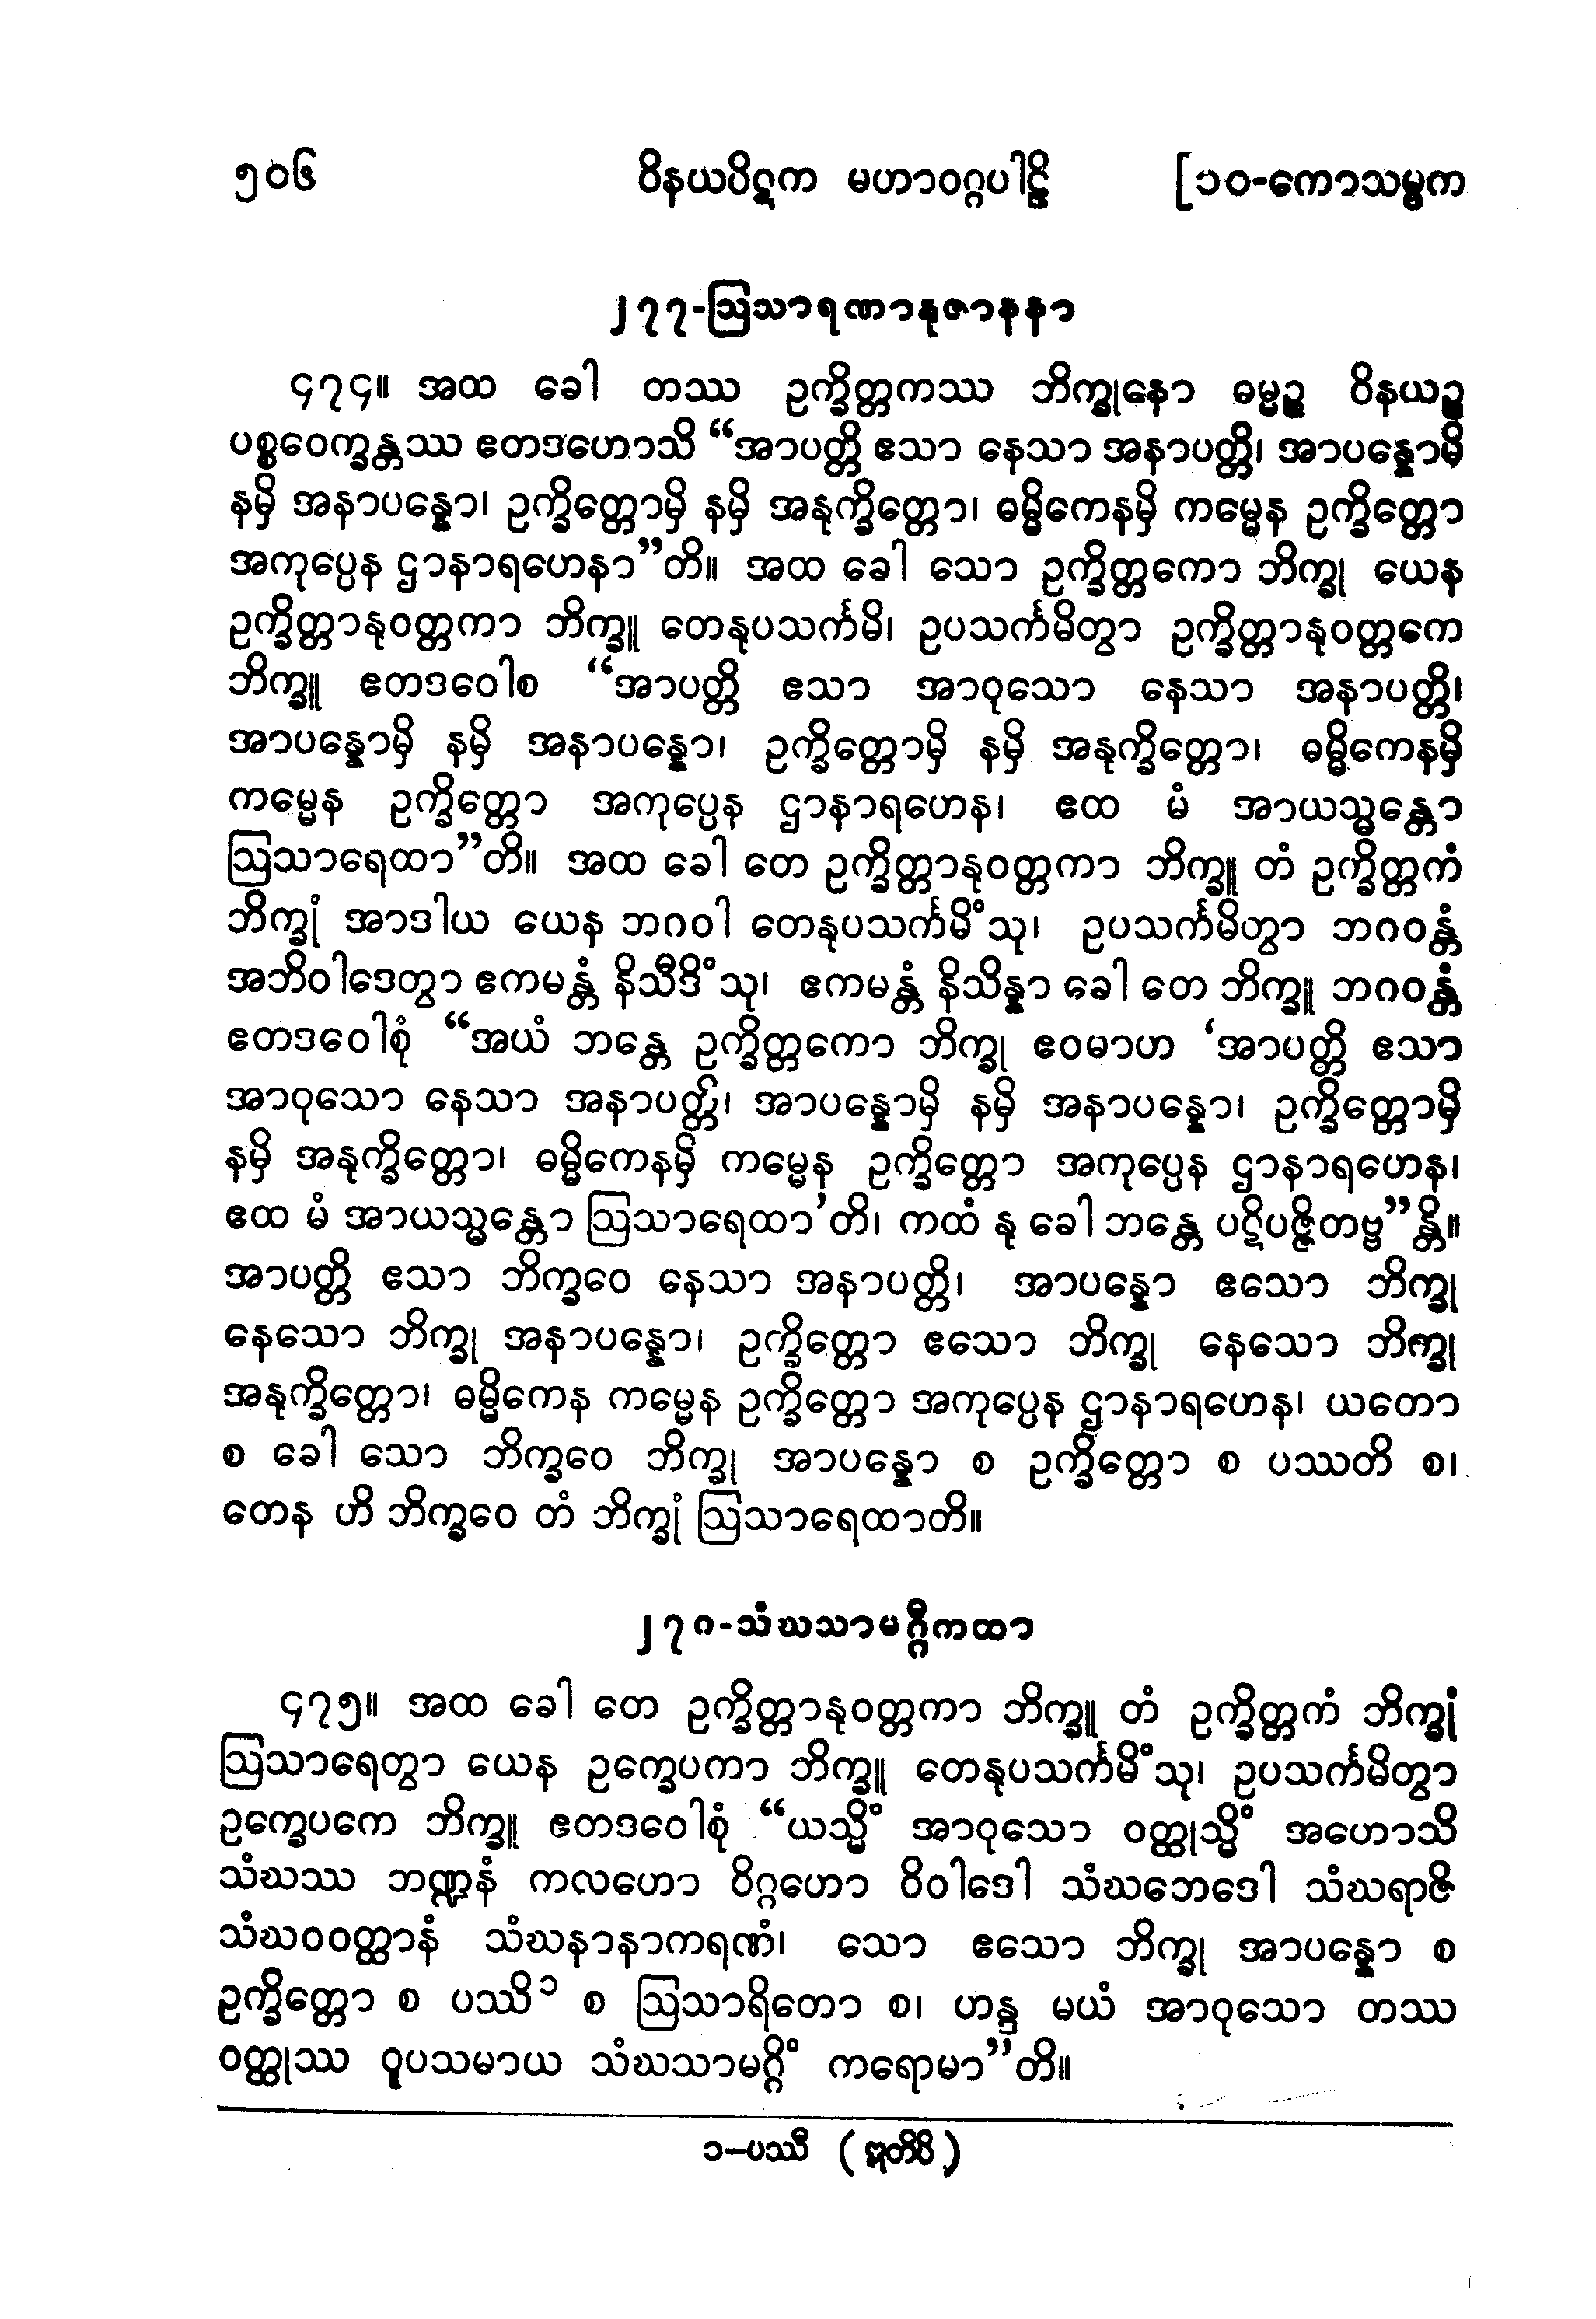 ၅၀၆ ဝိနယပိဋက မဟာဝဂ္ဂပါဠိ [၁၀-ကောသမ္ဗက
၂၇၇-ဩသာရဏာနုဇာနနာ
၄၇၄။ အထ ခေါ တဿ ဥက္ခိတ္တကဿ ဘိက္ခုနော ဓမ္မဉ္စ ဝိနယဉ္စ
ပစ္စဝေက္ခန္တဿ ဧတဒဟောသိ “အာပတ္တိ ဧသာ နေသာ အနာပတ္တိ၊ အာပန္နောမှိ
နမှိ အနာပန္နော၊ ဥက္ခိတ္တောမှိ နမှိ အနုက္ခိတ္တော၊ ဓမ္မိကေနမှိ ကမ္မေန ဥက္ခိတ္တော
အကုပ္ပေန ဌာနာရဟေနာ”တိ။ အထ ခေါ သော ဥက္ခိတ္တကော ဘိက္ခု ယေန
ဥက္ခိတ္တာနုဝတ္တကာ ဘိက္ခူ တေနုပသင်္ကမိ၊ ဥပသင်္ကမိတွာ ဥက္ခိတ္တာနုဝတ္တကေ
ဘိက္ခူ ဧတဒဝေါစ “အာပတ္တိ ဧသာ အာဝုသော နေသာ အနာပတ္တိ၊
အာပန္နောမှိ နမှိ အနာပန္နော၊ ဥက္ခိတ္တောမှိ နမှိ အနုက္ခိတ္တော၊ ဓမ္မိကေနမှိ
ကမ္မေန ဥက္ခိတ္တော အကုပ္ပေန ဌာနာရဟေန၊ ဧထ မံ အာယသ္မန္တော
ဩသာရေထာ”တိ။ အထ ခေါ တေ ဥက္ခိတ္တာနုဝတ္တကာ ဘိက္ခူ တံ ဥက္ခိတ္တကံ
ဘိက္ခုံ အာဒါယ ယေန ဘဂဝါ တေနုပသင်္ကမိံသု၊ ဥပသင်္ကမိတွာ ဘဂဝန္တံ
အဘိဝါဒေတွာ ဧကမန္တံ နိသီဒိံသု၊ ဧကမန္တံ နိသိန္နာ ခေါ တေ ဘိက္ခူ ဘဂဝန္တံ
ဧတဒဝေါစုံ “အယံ ဘန္တေ ဥက္ခိတ္တကော ဘိက္ခု ဧဝမာဟ ‘အာပတ္တိ ဧသာ
အာဝုသော နေသာ အနာပတ္တိ၊ အာပန္နောမှိ နမှိ အနာပန္နော၊ ဥက္ခိတ္တောမှိ
နမှိ အနုက္ခိတ္တော၊ ဓမ္မိကေနမှိ ကမ္မေန ဥက္ခိတ္တော အကုပ္ပေန ဌာနာရဟေန၊
ဧထ မံ အာယသ္မန္တော ဩသာရေထာ’တိ၊ ကထံ နု ခေါ ဘန္တေ ပဋိပဇ္ဇိတဗ္ဗ”န္တိ။
အာပတ္တိ ဧသာ ဘိက္ခဝေ နေသာ အနာပတ္တိ၊ အာပန္နော ဧသော ဘိက္ခု
နေသော ဘိက္ခု အနာပန္နော၊ ဥက္ခိတ္တော ဧသော ဘိက္ခု နေသော ဘိက္ခု
အနုက္ခိတ္တော၊ ဓမ္မိကေန ကမ္မေန ဥက္ခိတ္တော အကုပ္ပေန ဌာနာရဟေန၊ ယတော
စ ခေါ သော ဘိက္ခဝေ ဘိက္ခု အာပန္နော စ ဥက္ခိတ္တော စ ပဿတိ စ၊
တေန ဟိ ဘိက္ခဝေ တံ ဘိက္ခုံ ဩသာရေထာတိ။
၂၇၈-သံဃသာမဂ္ဂီကထာ
၄၇၅။ အထ ခေါ တေ ဥက္ခိတ္တာနုဝတ္တကာ ဘိက္ခူ တံ ဥက္ခိတ္တကံ ဘိက္ခုံ
ဩသာရေတွာ ယေန ဥက္ခေပကာ ဘိက္ခူ တေနုပသင်္ကမိံသု၊ ဥပသင်္ကမိတွာ
ဥက္ခေပကေ ဘိက္ခူ ဧတဒဝေါစုံ “ယသ္မိံ အာဝုသော ဝတ္ထုသ္မိံ အဟောသိ
သံဃဿ ဘဏ္ဍနံ ကလဟော ဝိဂ္ဂဟော ဝိဝါဒေါ သံဃဘေဒေါ သံဃရာဇိ
သံဃဝဝတ္ထာနံ သံဃနာနာကရဏံ၊ သော ဧသော ဘိက္ခု အာပန္နော စ
ဥက္ခိတ္တော စ ပဿိ၁ စ ဩသာရိတော စ၊ ဟန္ဒ မယံ အာဝုသော တဿ
ဝတ္ထုဿ ဝူပသမာယ သံဃသာမဂ္ဂိံ ကရောမာ”တိ။
၁–ပဿီ (ဣတိပိ)